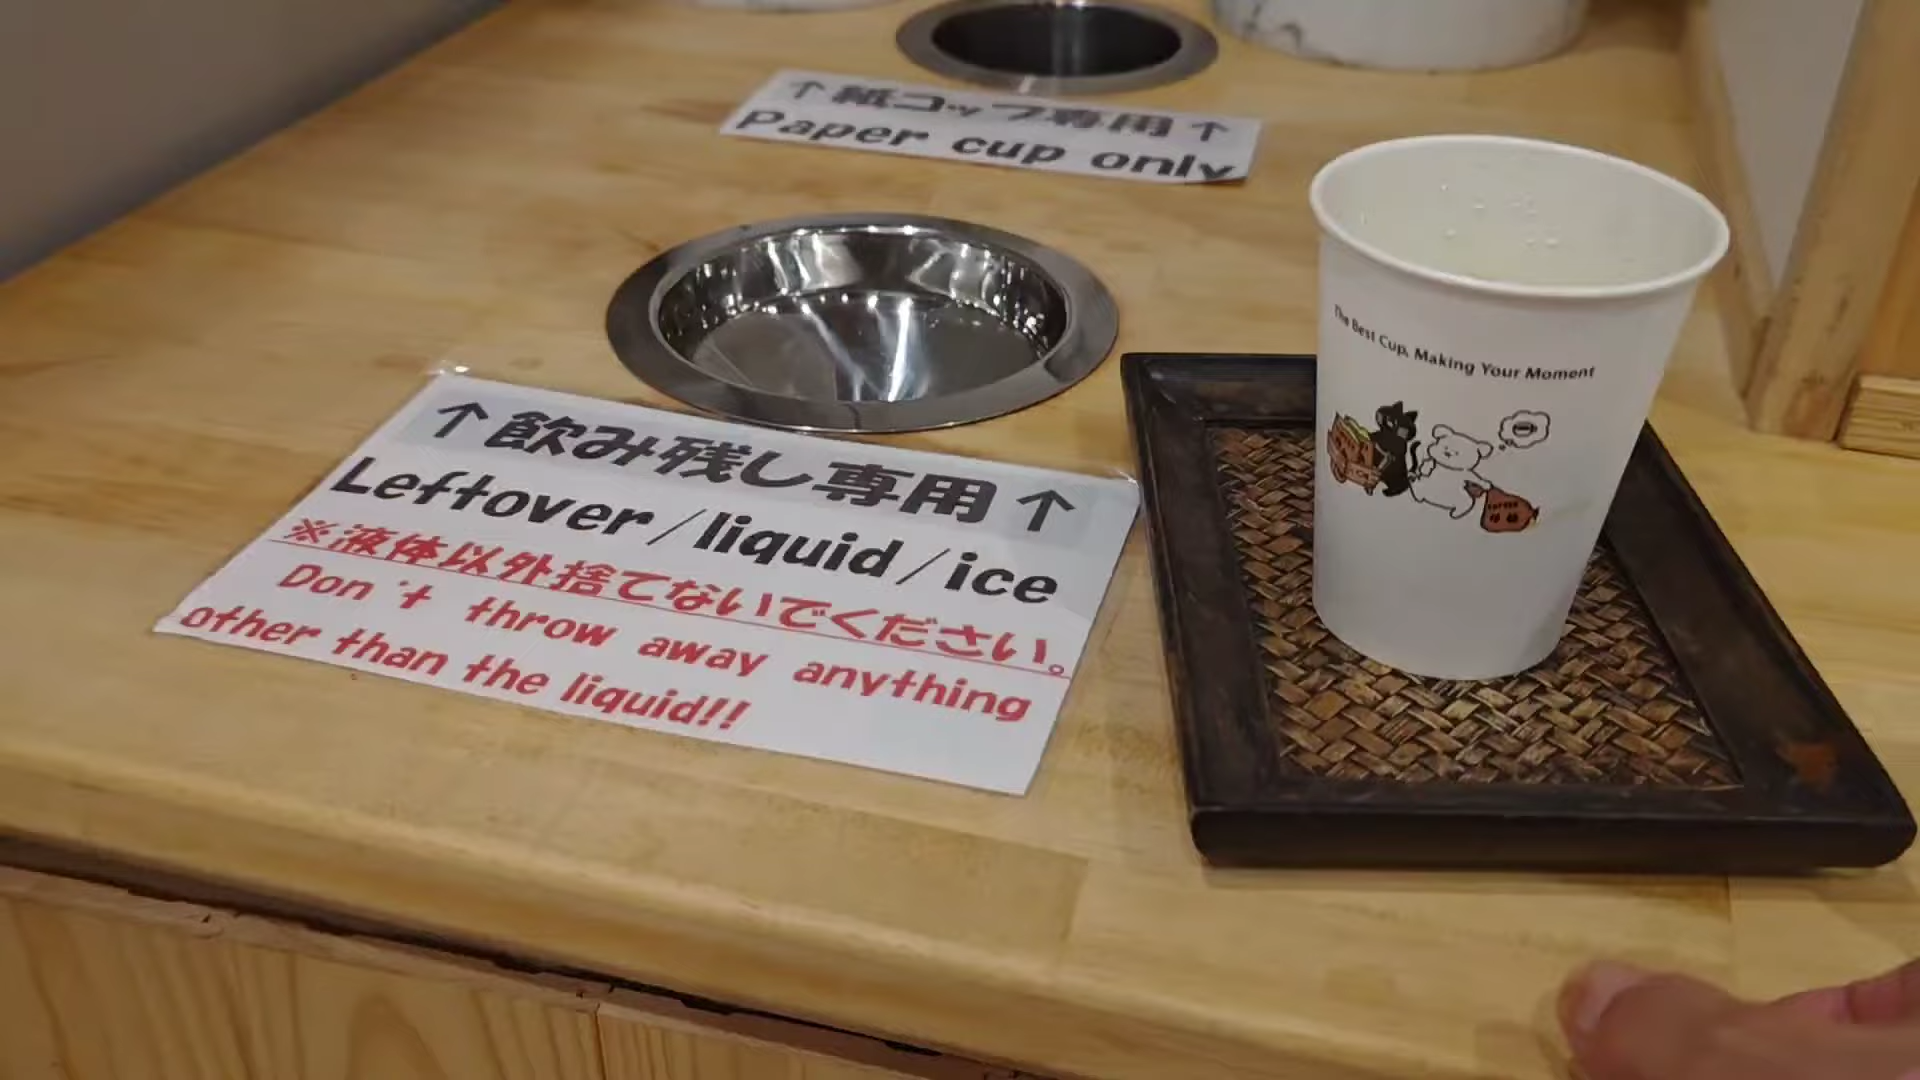 ↑紙コップ専用↑
Paper cup only
↑飲み残し専用↑
Leftover/liquid/ice
※液体以外捨てないでください。
Don't throw away anything
other than the liquid!!
The Best Cup, Making Your Moment